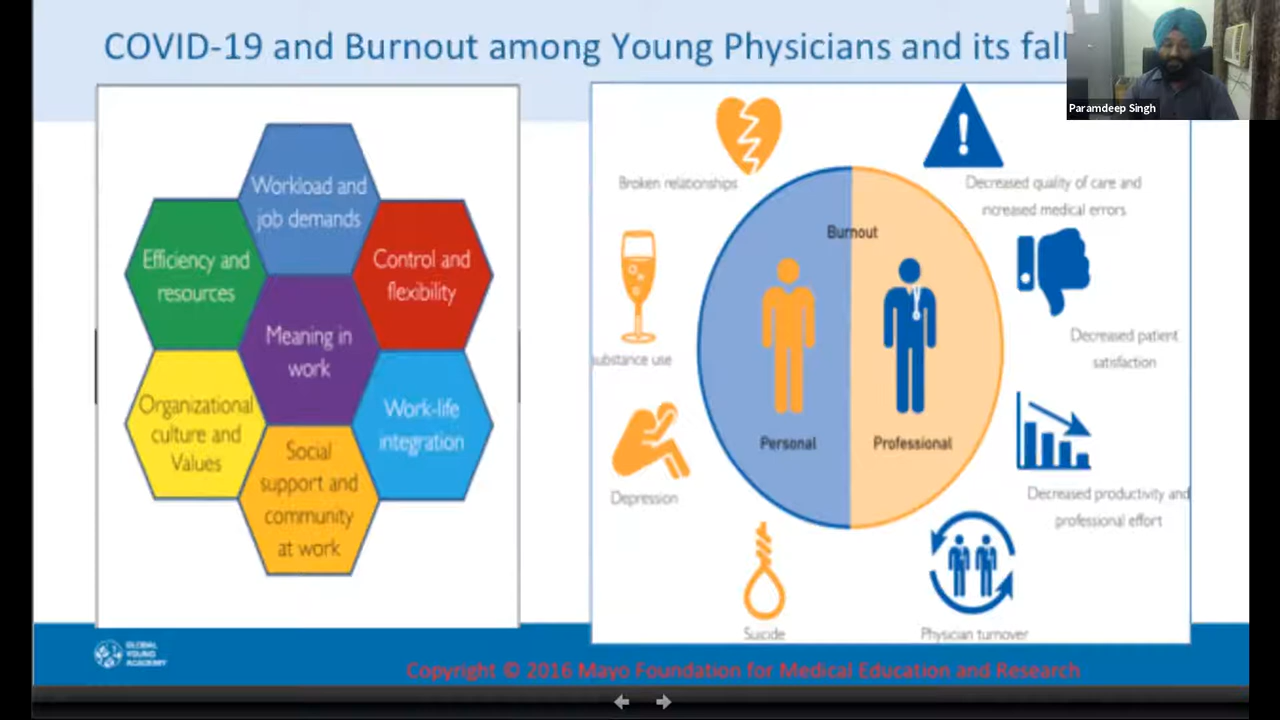 COVID-19 and Burnout among Young Physicians and its fal
Paramdeep Singh
Workload and
job demands
Efficiency and
resources
Control and
flexibility
Meaning in
work
Organizational
culture and
Values
Work-life
integration
Social
support and
community
at work
Burnout
Personal
Professional
Broken relationships
substance use
Depression
Suicide
Decreased quality of care and
increased medical errors
Decreased patient
satisfaction
Decreased productivity and
professional effort
Physician turnover
GLOBAL
YOUNG
ACADEMY
Copyright © 2016 Mayo Foundation for Medical Education and Research